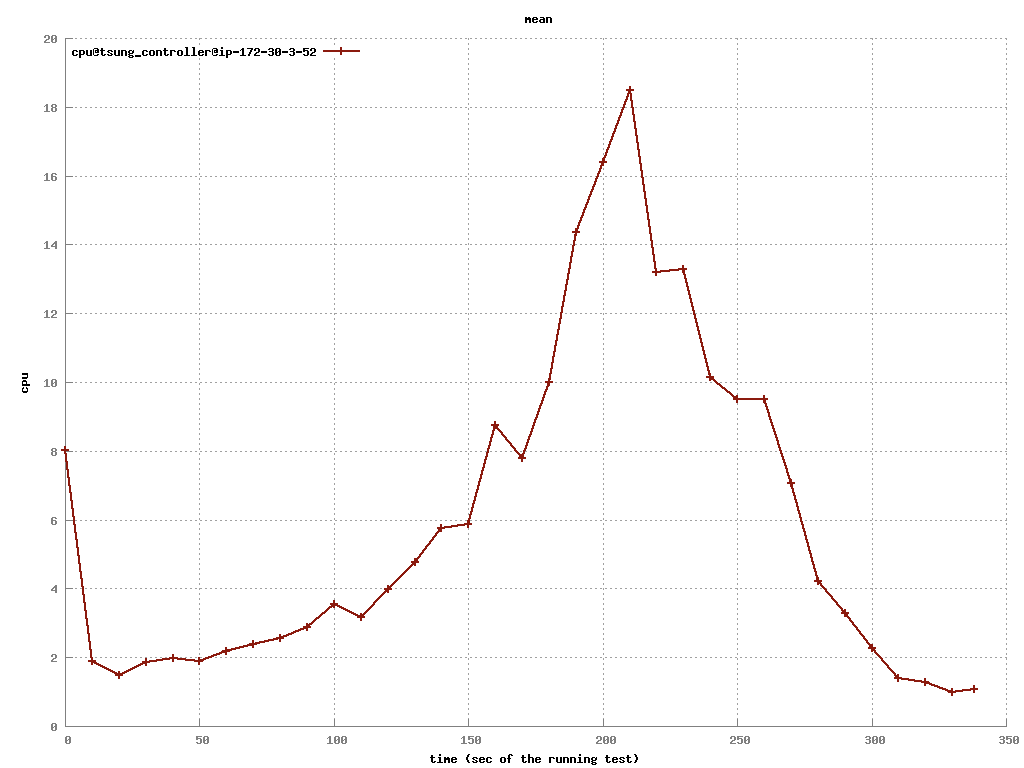 mean
cpu@tsung_controller@ip-172-30-3-52
20
18
16
14
12
10
8
6
4
2
0
cpu
0 50 100 150 200 250 300 350
time (sec of the running test)